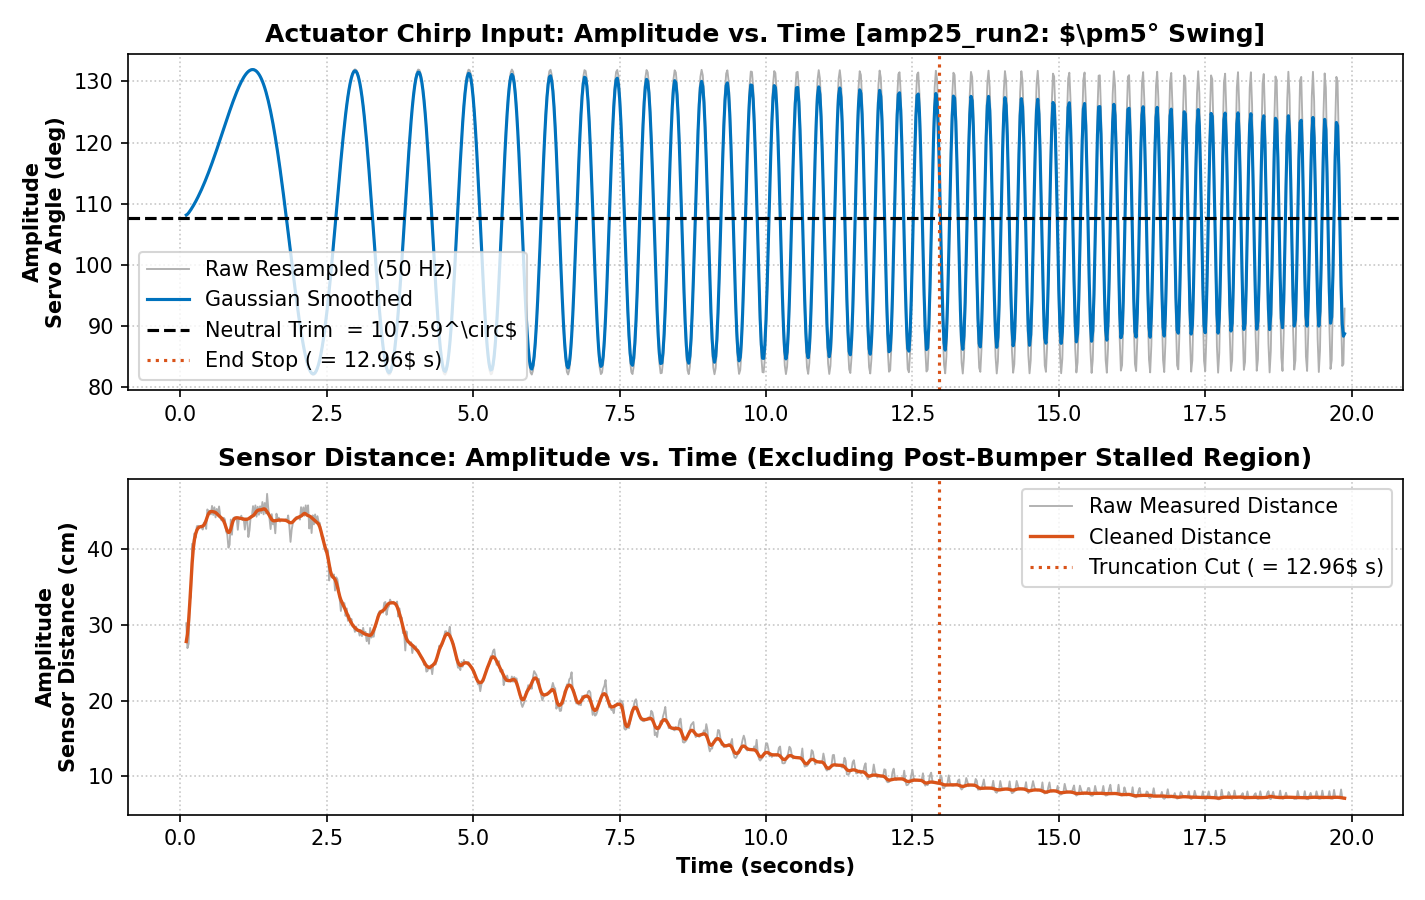 Actuator Chirp Input: Amplitude vs. Time [amp25_run2: $\pm5° Swing]
Amplitude
Servo Angle (deg)
130
120
110
100
90
80
Raw Resampled (50 Hz)
Gaussian Smoothed
Neutral Trim  = 107.59^\circ$
End Stop ( = 12.96$ s)
0.0 2.5 5.0 7.5 10.0 12.5 15.0 17.5 20.0
Sensor Distance: Amplitude vs. Time (Excluding Post-Bumper Stalled Region)
Amplitude
Sensor Distance (cm)
40
30
20
10
Raw Measured Distance
Cleaned Distance
Truncation Cut ( = 12.96$ s)
0.0 2.5 5.0 7.5 10.0 12.5 15.0 17.5 20.0
Time (seconds)